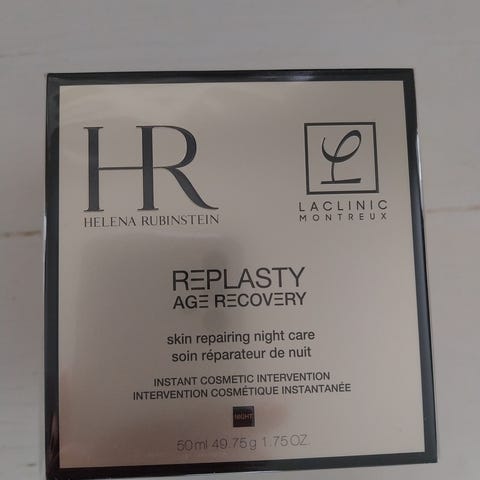 HR
HELENA RUBINSTEIN
LACLINIC
MONTREUX
REPLASTY
AGE RECOVERY
skin repairing night care
soin réparateur de nuit
INSTANT COSMETIC INTERVENTION
INTERVENTION COSMÉTIQUE INSTANTANÉE
NIGHT
50ml 49.75g 1.75 OZ.